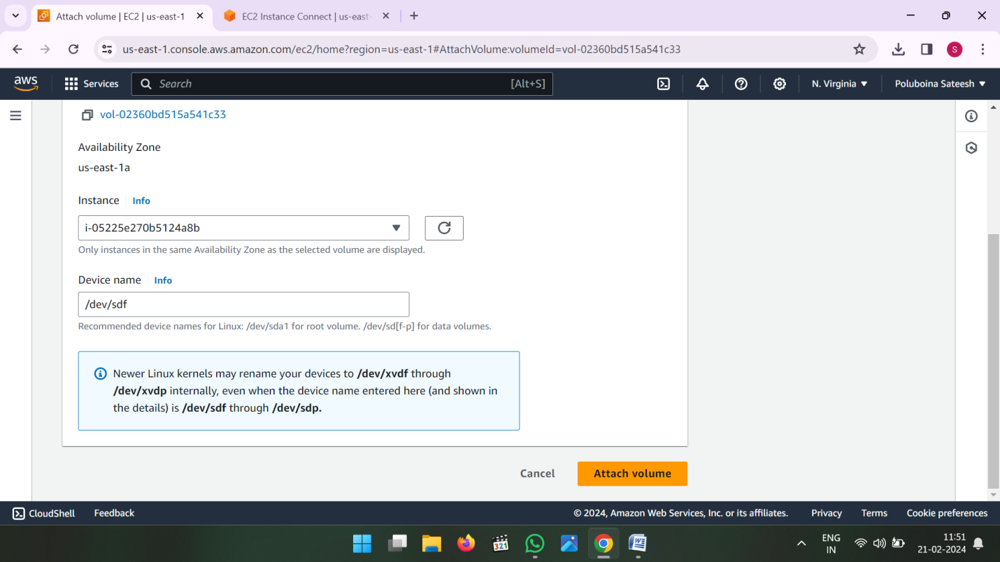 Attach volume | EC2 | us-east-1
EC2 Instance Connect | us-east-
us-east-1.console.aws.amazon.com/ec2/home?region=us-east-1#AttachVolume:volumeId=vol-02360bd515a541c33
S
aws
Services
Search
[Alt+S]
N. Virginia
Poluboina Sateesh
vol-02360bd515a541c33
Availability Zone
us-east-1a
Instance
Info
i-05225e270b5124a8b
Only instances in the same Availability Zone as the selected volume are displayed.
Device name
Info
/dev/sdf
Recommended device names for Linux: /dev/sda1 for root volume. /dev/sd[f-p] for data volumes.
Newer Linux kernels may rename your devices to /dev/xvdf through
/dev/xvdp internally, even when the device name entered here (and shown in
the details) is /dev/sdf through /dev/sdp.
Cancel
Attach volume
CloudShell
Feedback
© 2024, Amazon Web Services, Inc. or its affiliates.
Privacy
Terms
Cookie preferences
321
W
ENG
IN
11:51
21-02-2024